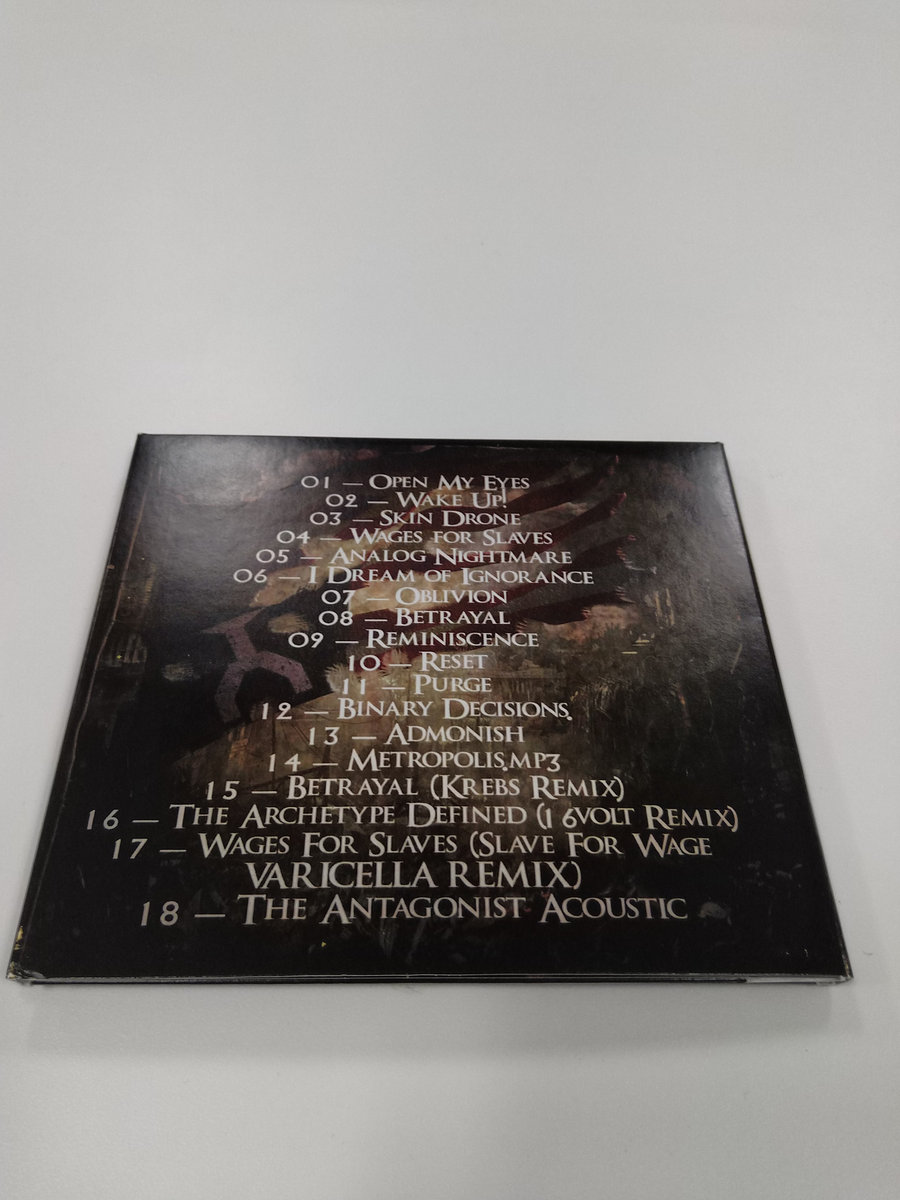 01 — Open My Eyes
02 — Wake Up!
03 — Skin Drone
04 — Wages for Slaves
05 — Analog Nightmare
06 — I Dream of Ignorance
07 — Oblivion
08 — Betrayal
09 — Reminiscence
10 — Reset
11 — Purge
12 — Binary Decisions.
13 — Admonish
14 — Metropolis.mp3
15 — Betrayal (Krebs Remix)
16 — The Archetype Defined (16volt Remix)
17 — Wages For Slaves (Slave For Wage
VARICELLA REMIX)
18 — The Antagonist Acoustic